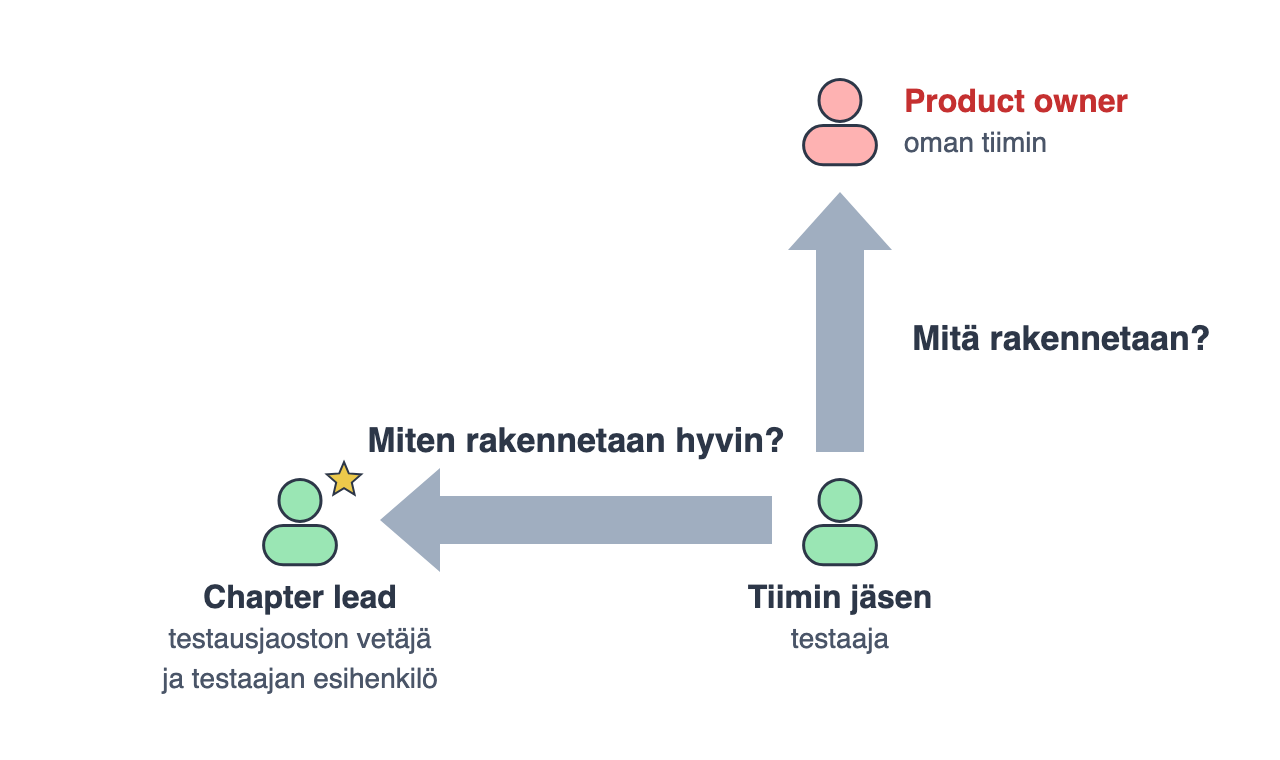 Product owner
oman tiimin
Mitä rakennetaan?
Miten rakennetaan hyvin?
Chapter lead
testausjaoston vetäjä
ja testaajan esihenkilö
Tiimin jäsen
testaaja